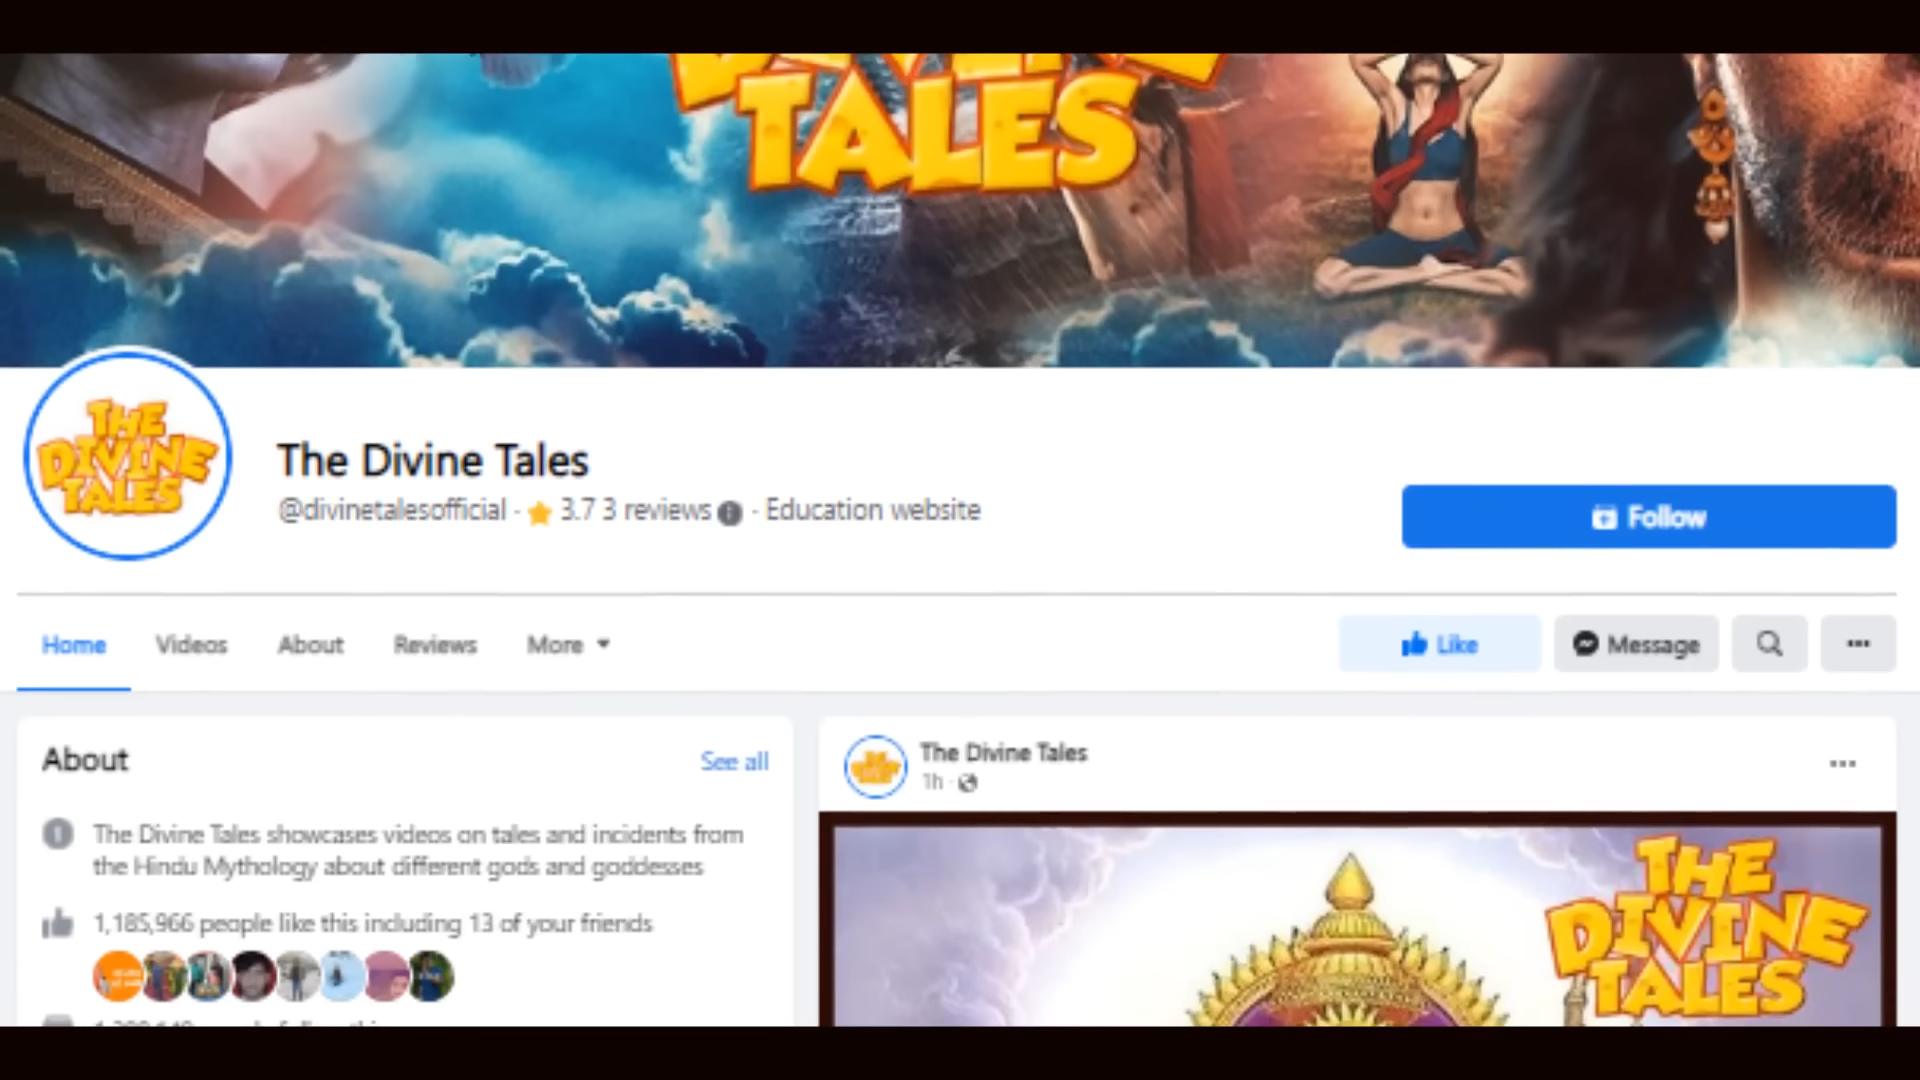 DIVINE
TALES
THE
DIVINE
TALES
The Divine Tales
@divinetalesofficial · 3.7 3 reviews · Education website
Follow
Home Videos About Reviews More
Like Message
About See all
The Divine Tales showcases videos on tales and incidents from
the Hindu Mythology about different gods and goddesses
1,185,966 people like this including 13 of your friends
The Divine Tales
1h ·
THE
DIVINE
TALES